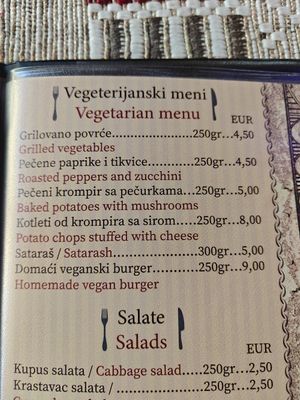 Vegeterijanski meni
Vegetarian menu
EUR
Grilovano povrće......................250gr...4,50
Grilled vegetables
Pečene paprike i tikvice............250gr...4,50
Roasted peppers and zucchini
Pečeni krompir sa pečurkama...250gr...5,00
Baked potatoes with mushrooms
Kotleti od krompira sa sirom....250gr...8,00
Potato chops stuffed with cheese
Sataraš / Satarash.....................300gr...5,00
Domaći veganski burger...........250gr...9,00
Homemade vegan burger
Salate
Salads
EUR
Kupus salata / Cabbage salad.....250gr...2,50
Krastavac salata / ......................250gr...2,50